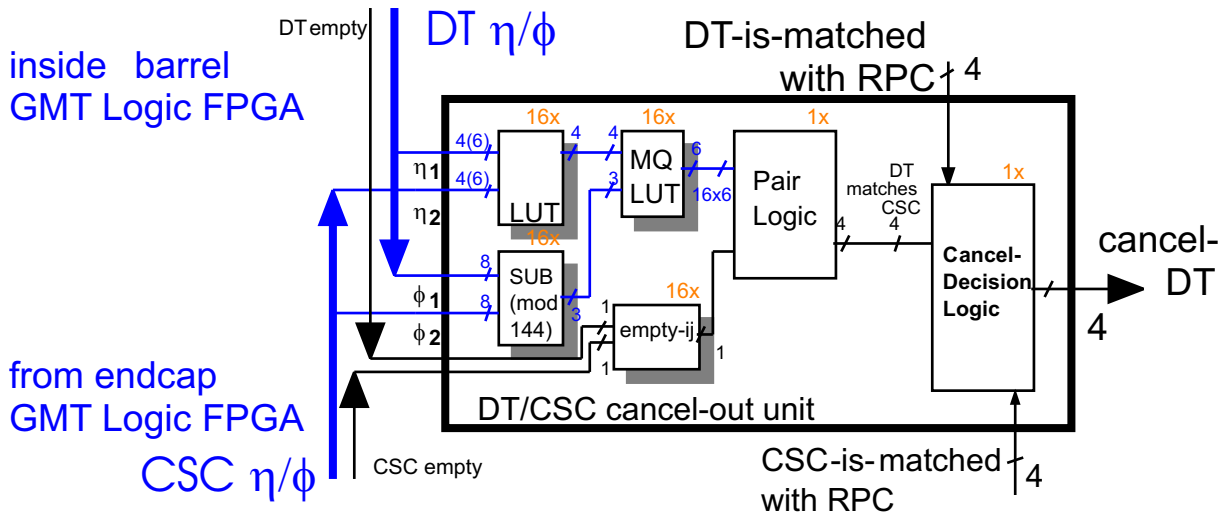 DT empty
DT η/φ
DT-is-matched
with RPC
4
inside barrel
GMT Logic FPGA
16x
16x
1x
4(6)
4
4
6
η1
MQ
LUT
16x6
Pair
Logic
4(6)
3
η2
LUT
DT
matches
CSC
1x
16x
4
4
8
SUB
(mod
144)
3
φ1
8
φ2
16x
1
empty-ij
1
1
Cancel-
Decision
Logic
cancel-
DT
4
from endcap
GMT Logic FPGA
DT/CSC cancel-out unit
CSC η/φ
CSC empty
CSC-is-matched
with RPC
4